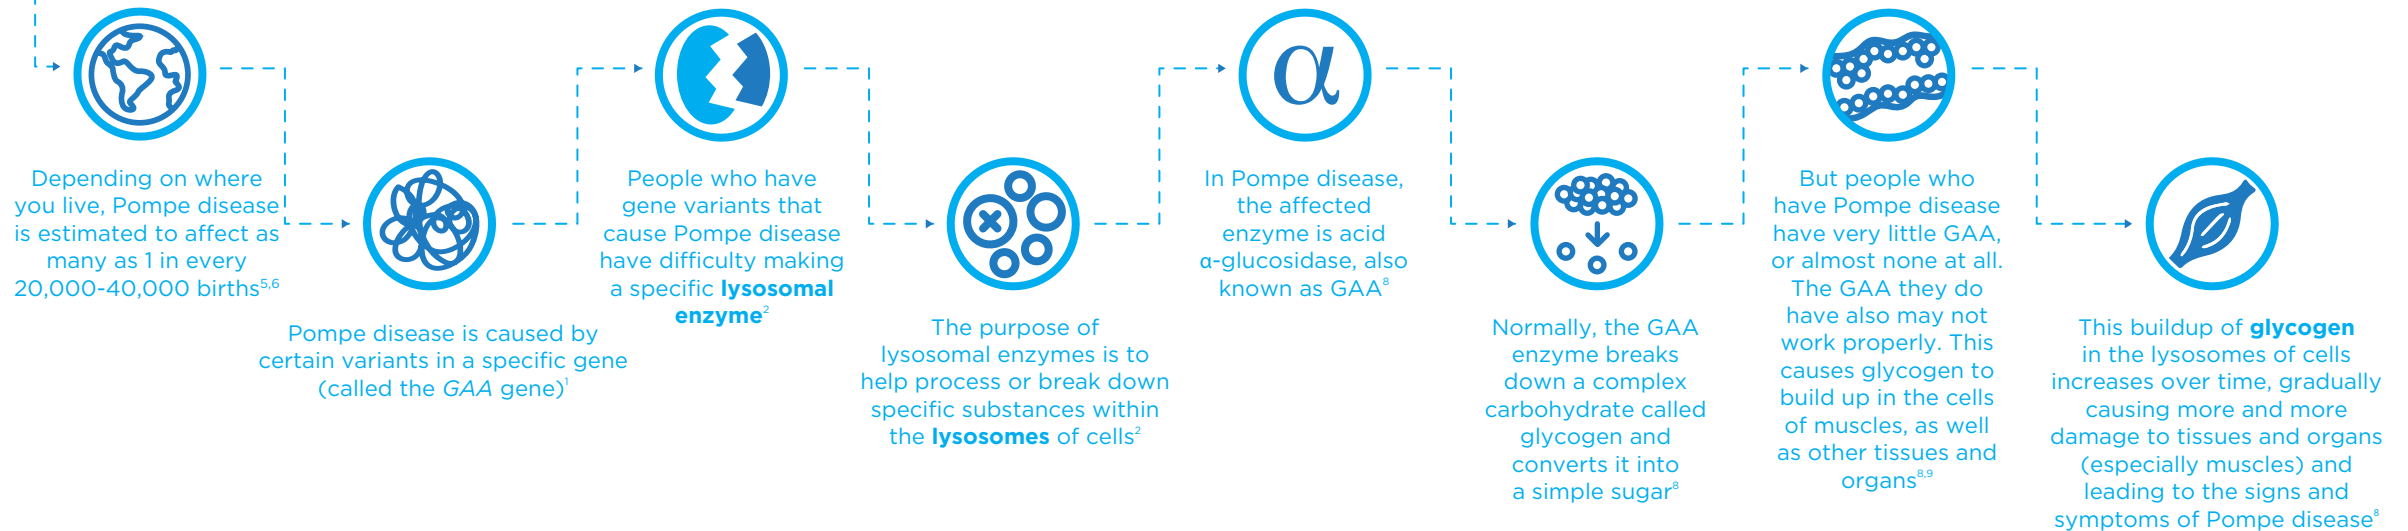 Depending on where
you live, Pompe disease
is estimated to affect as
many as 1 in every
20,000-40,000 births5,6
Pompe disease is caused by
certain variants in a specific gene
(called the GAA gene)1
People who have
gene variants that
cause Pompe disease
have difficulty making
a specific lysosomal
enzyme2
The purpose of
lysosomal enzymes is to
help process or break down
specific substances within
the lysosomes of cells2
α
In Pompe disease,
the affected
enzyme is acid
α-glucosidase, also
known as GAA8
Normally, the GAA
enzyme breaks
down a complex
carbohydrate called
glycogen and
converts it into
a simple sugar8
But people who
have Pompe disease
have very little GAA,
or almost none at all.
The GAA they do
have also may not
work properly. This
causes glycogen to
build up in the cells
of muscles, as well
as other tissues and
organs8,9
This buildup of glycogen
in the lysosomes of cells
increases over time, gradually
causing more and more
damage to tissues and organs
(especially muscles) and
leading to the signs and
symptoms of Pompe disease8